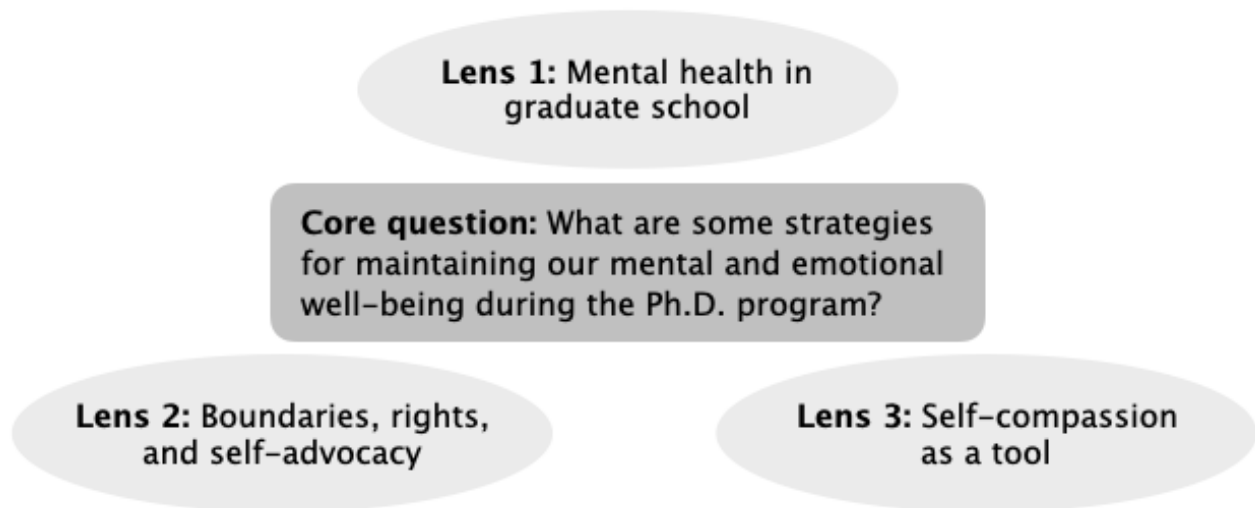 Lens 1: Mental health in
graduate school
Core question: What are some strategies
for maintaining our mental and emotional
well-being during the Ph.D. program?
Lens 2: Boundaries, rights,
and self-advocacy
Lens 3: Self-compassion
as a tool